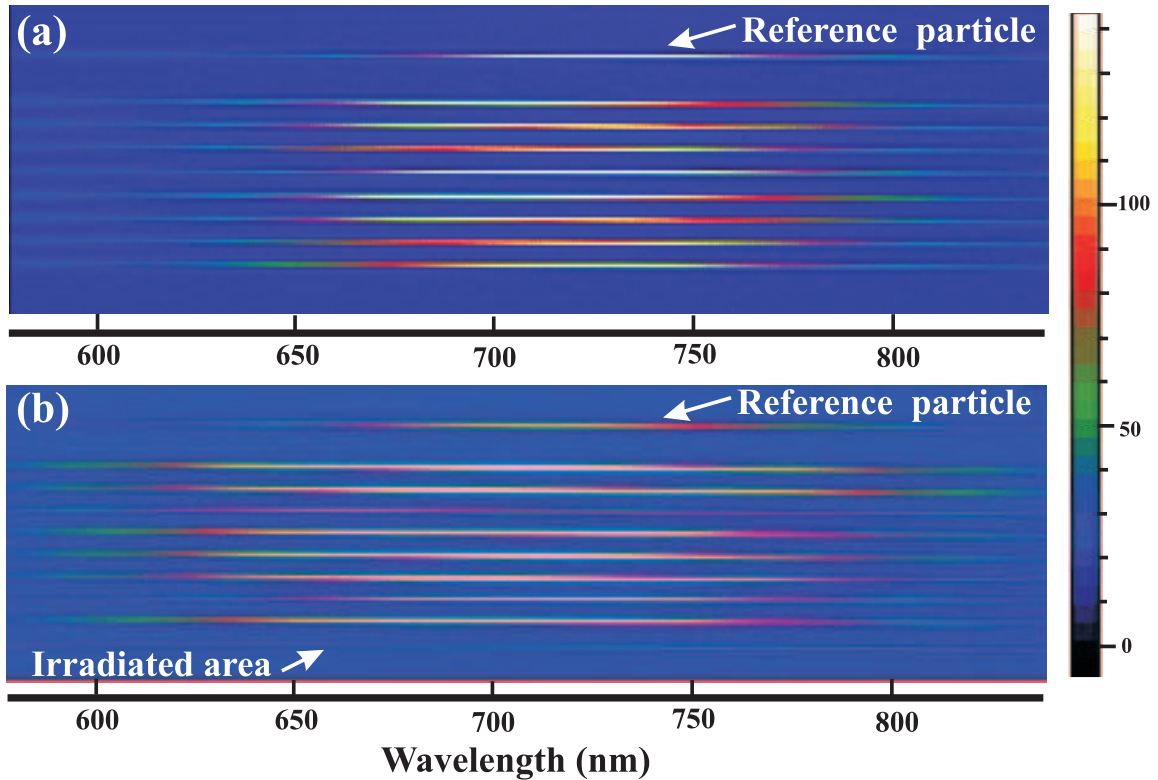 (a)
Reference particle
600 650 700 750 800
(b)
Reference particle
Irradiated area
600 650 700 750 800
Wavelength (nm)
100
50
0